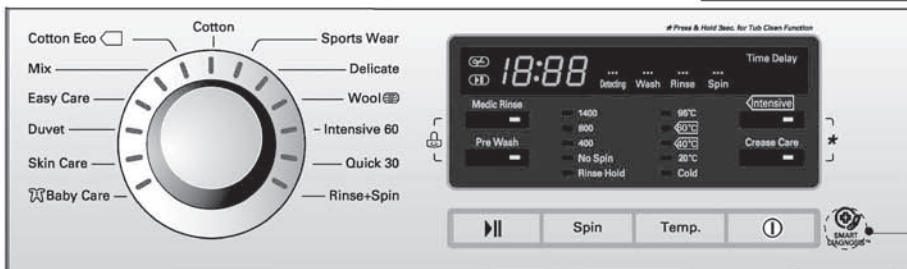 Cotton
Cotton Eco
Mix
Easy Care
Duvet
Skin Care
Baby Care
Sports Wear
Delicate
Wool
Intensive 60
Quick 30
Rinse+Spin
*Press & Hold 3sec. for Tub Clean Function
18:88
Detecting Wash Rinse Spin
Time Delay
Medic Rinse
Pre Wash
1400
800
400
No Spin
Rinse Hold
95°C
60°C
40°C
20°C
Cold
Intensive
Crease Care
*
Spin
Temp.
SMART
DIAGNOSIS™